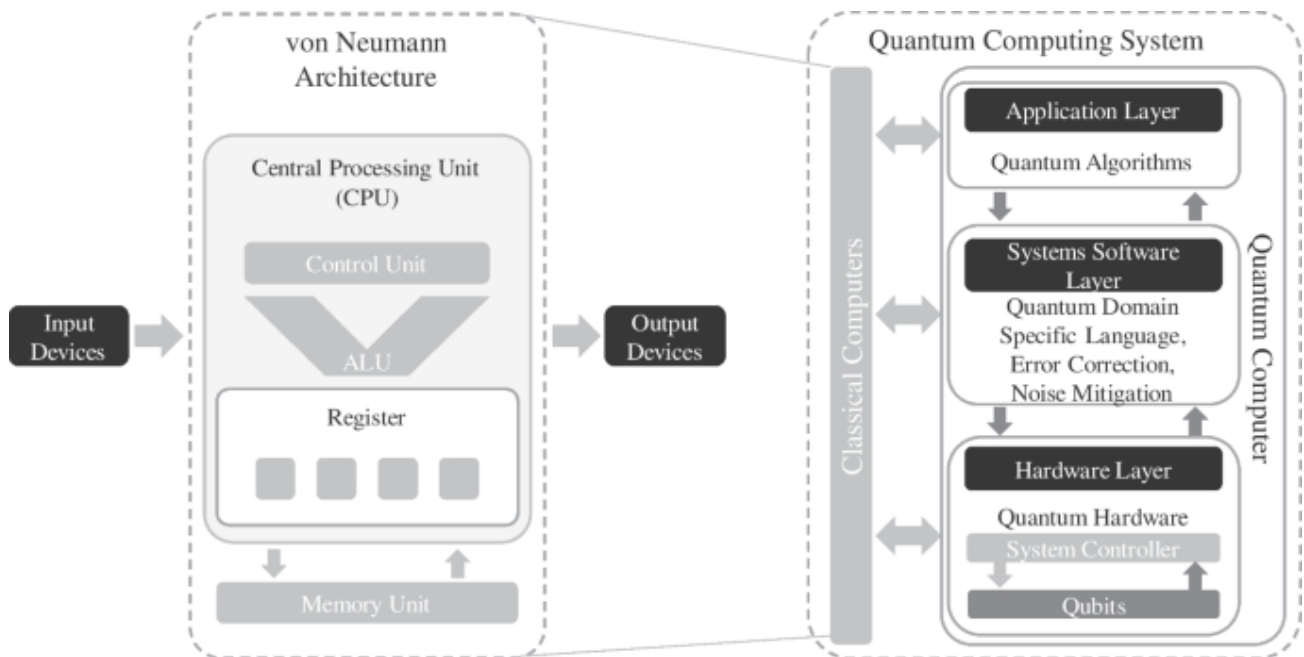 von Neumann
Architecture
Central Processing Unit
(CPU)
Control Unit
ALU
Register
Memory Unit
Input
Devices
Output
Devices
Quantum Computing System
Classical Computers
Application Layer
Quantum Algorithms
Systems Software
Layer
Quantum Domain
Specific Language,
Error Correction,
Noise Mitigation
Hardware Layer
Quantum Hardware
System Controller
Qubits
Quantum Computer